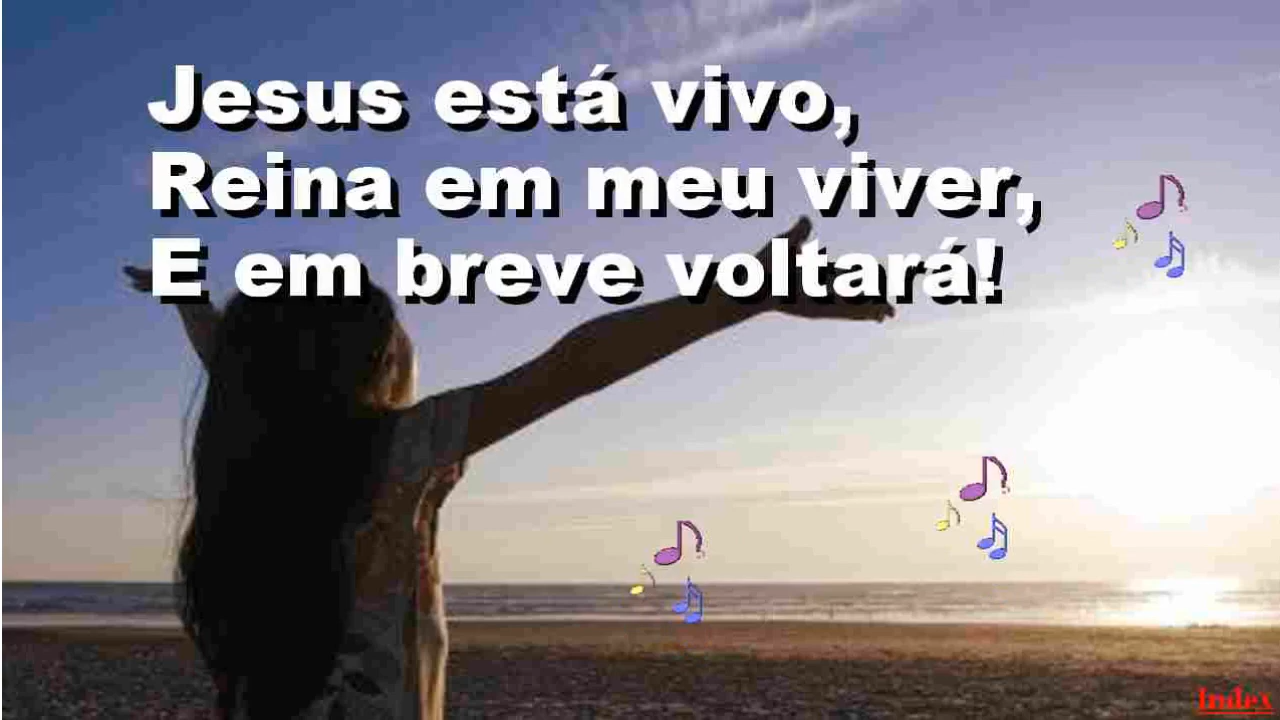 Jesus está vivo,
Reina em meu viver,
E em breve voltará!
Index